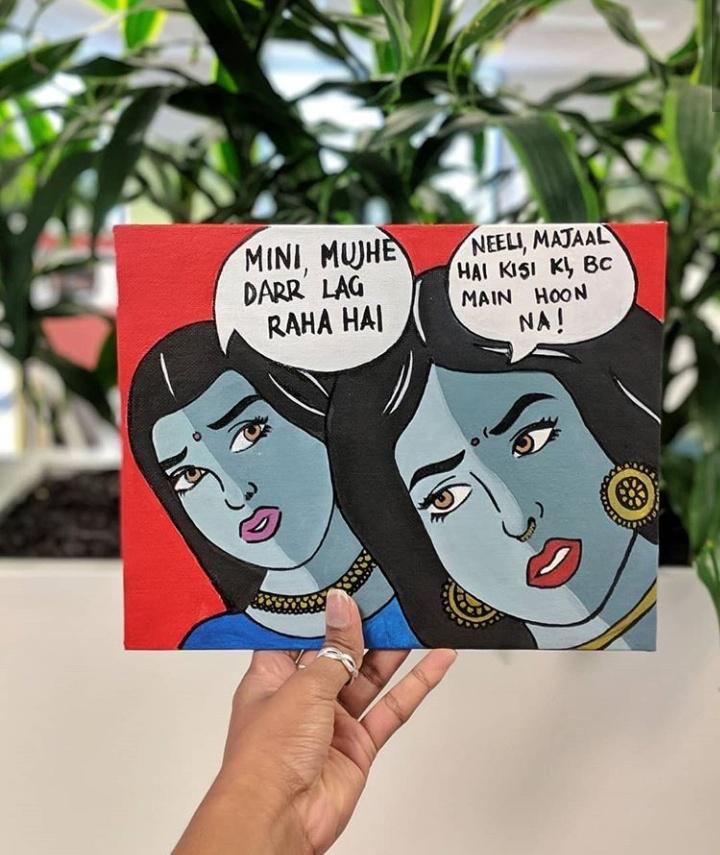 MINI, MUJHE
DARR LAG
RAHA HAI
NEELI, MAJAAL
HAI KISI KI, BC
MAIN HOON
NA!